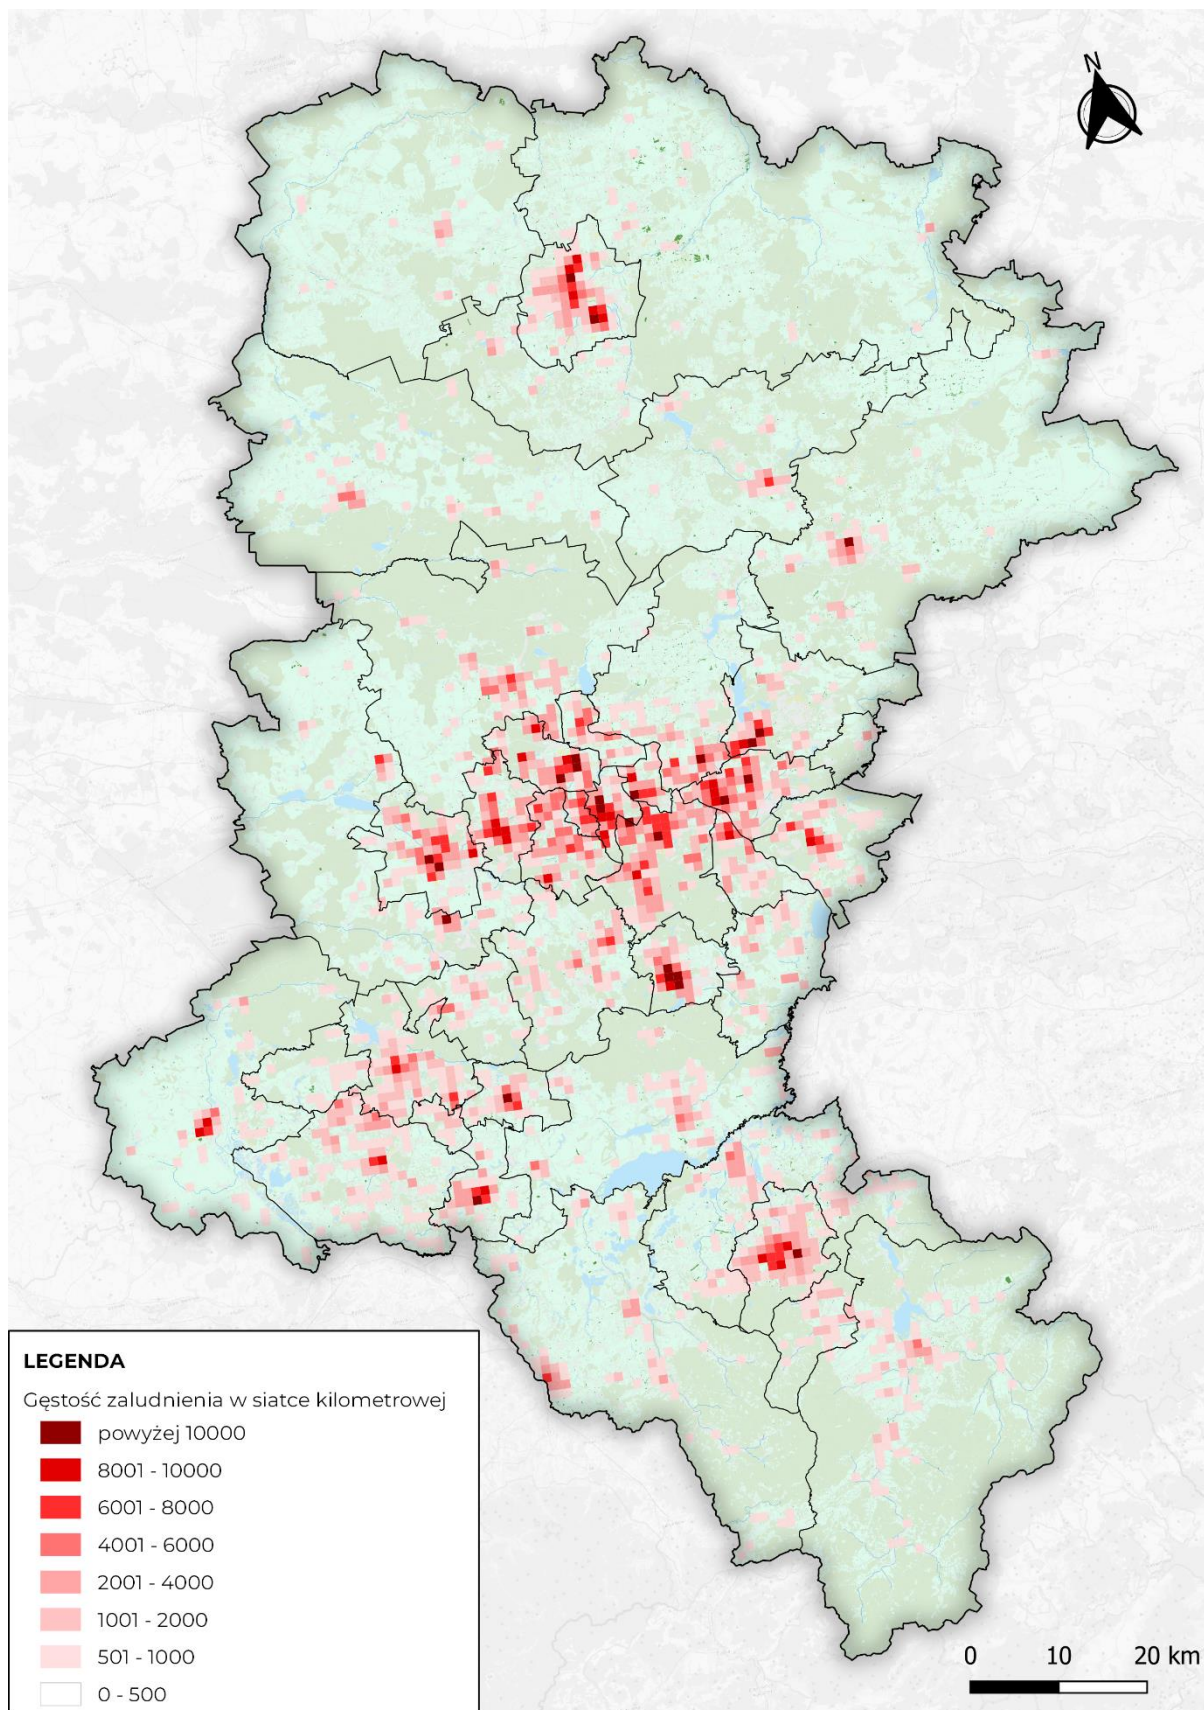 N
LEGENDA
Gęstość zaludnienia w siatce kilometrowej
powyżej 10000
8001 - 10000
6001 - 8000
4001 - 6000
2001 - 4000
1001 - 2000
501 - 1000
0 - 500
0 10 20 km